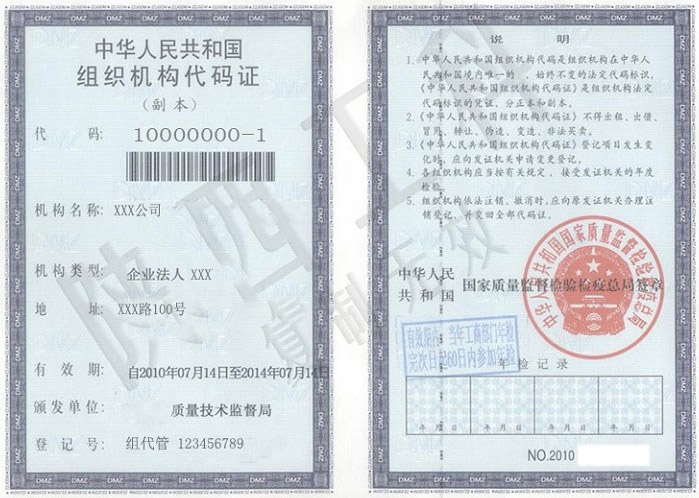 中华人民共和国
组织机构代码证
(副本)
代 码: 10000000-1
机构名称: XXX公司
机构类型: 企业法人 XXX
地 址: XXX路100号
有 效 期: 自2010年07月14日至2014年07月14日
颁发单位: 质量技术监督局
登 记 号: 组代管 123456789
说 明
1. 中华人民共和国组织机构代码是组织机构在中华人
民共和国境内唯一的、始终不变的法定代码标识，
《中华人民共和国组织机构代码证》是组织机构法定
代码标识的凭证，分正本和副本。
2. 《中华人民共和国组织机构代码证》不得出租、出借、
冒用、转让、伪造、变造、非法买卖。
3. 《中华人民共和国组织机构代码证》登记项目发生变
化时，应向发证机关申请变更登记。
4. 各组织机构应当按有关规定，接受发证机关的年度
检验。
5. 组织机构依法注销、撤消时，应向原发证机关办理注
销登记，并交回全部代码证。
中华人民
共和国 国家质量监督检验检疫总局签章
中华人民共和国国家质量监督检验检疫总局
有效期内，当年工商部门年检
完次日起60日内参加年检
年检记录
年 月 日 年 月 日 年 月 日 年 月 日
NO.2010
陕西工
复制无效
DMZ